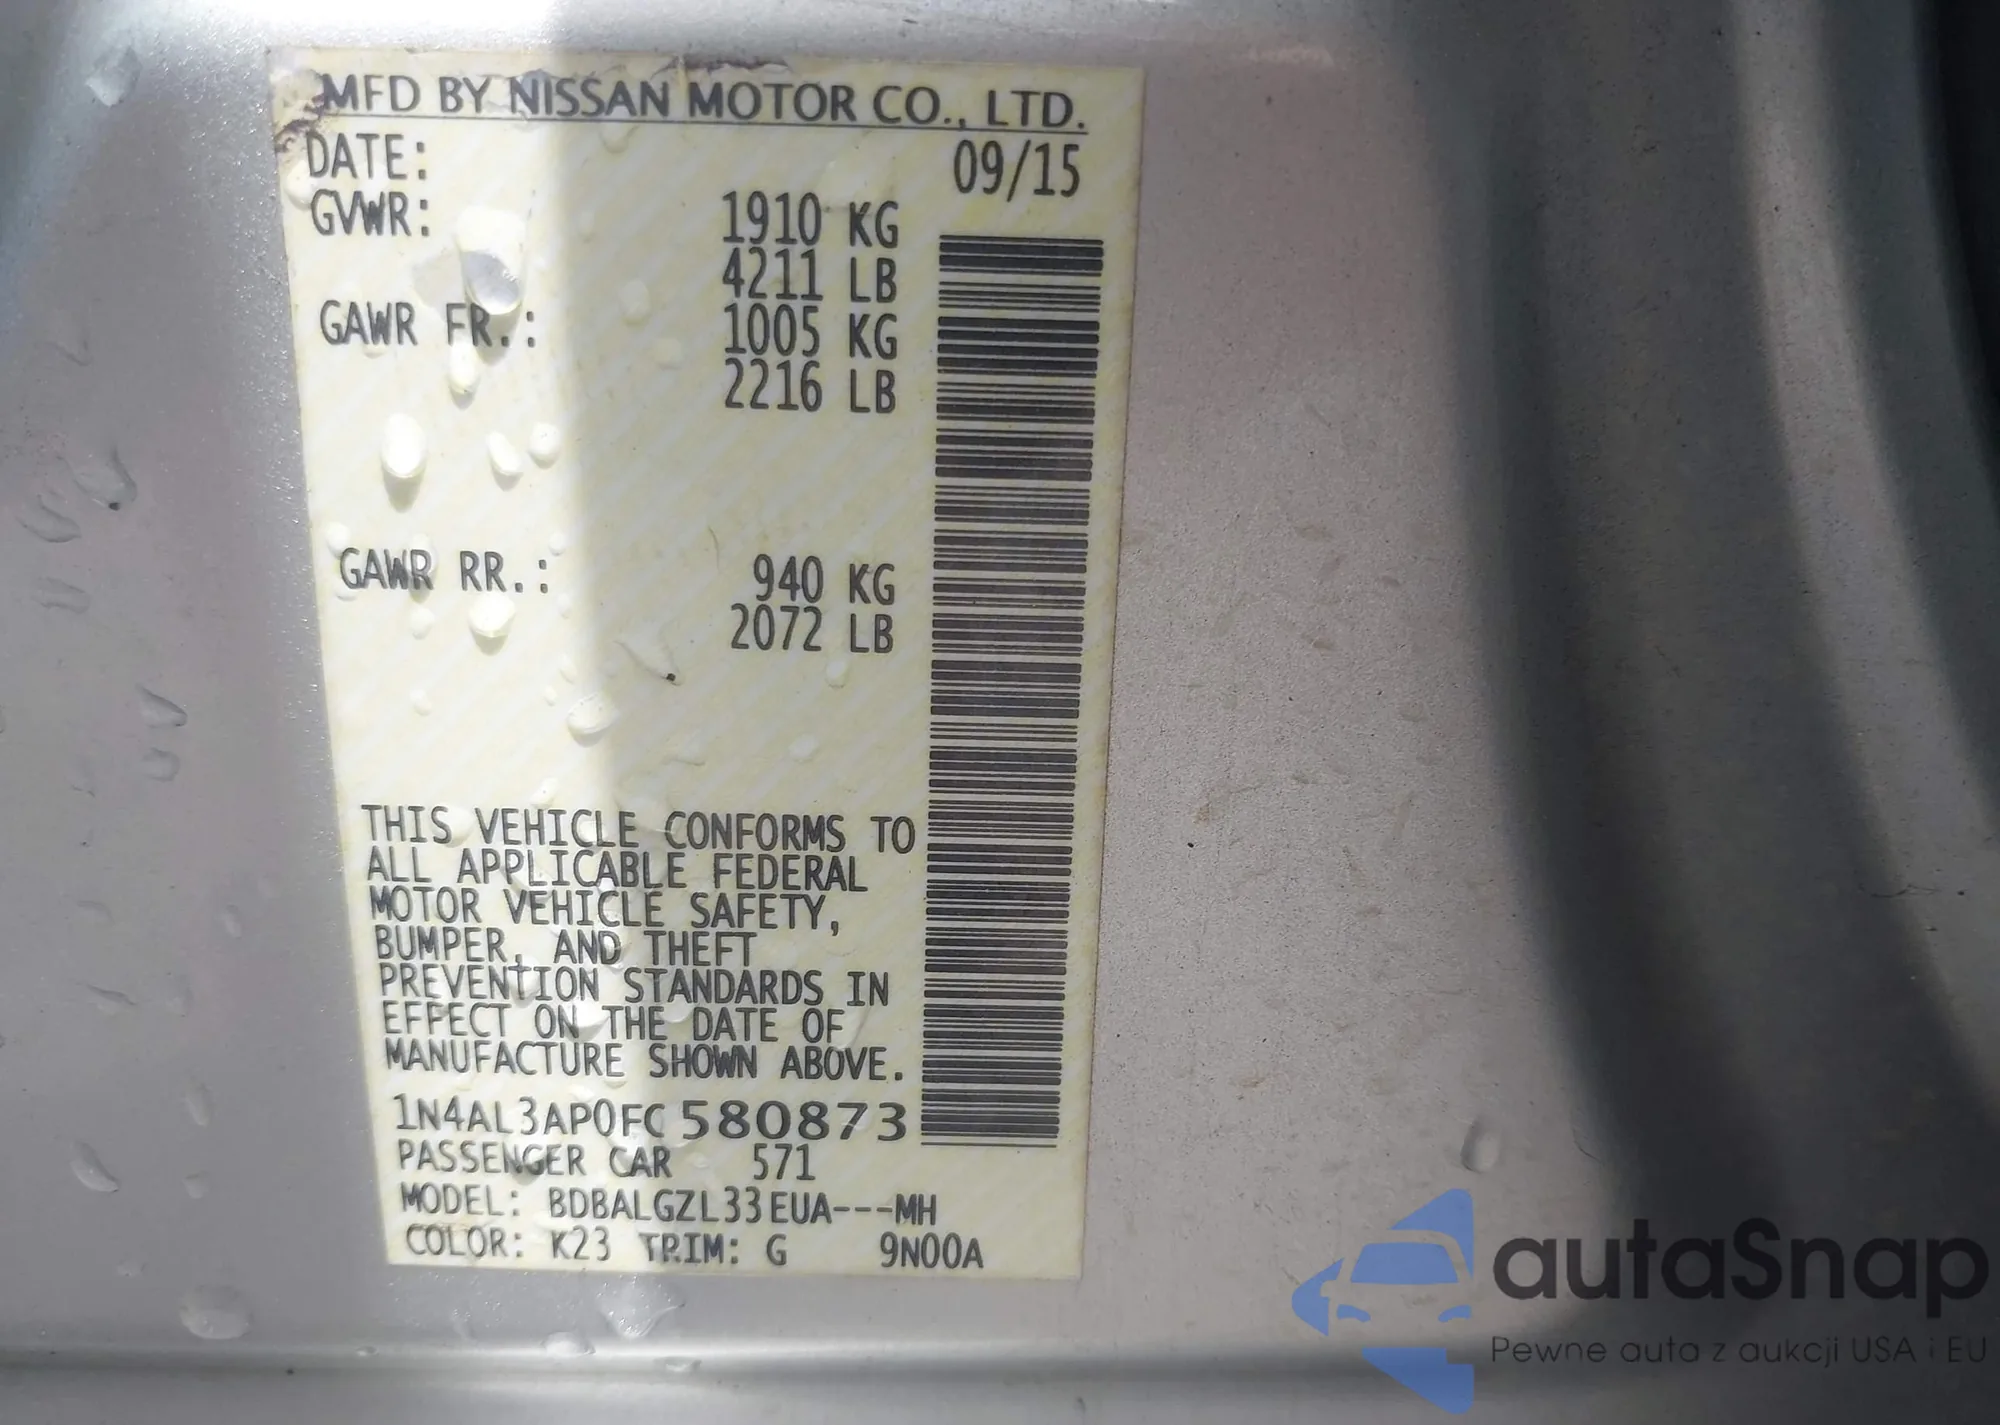 MFD BY NISSAN MOTOR CO., LTD.
DATE: 09/15
GVWR: 1910 KG
4211 LB
GAWR FR.: 1005 KG
2216 LB
GAWR RR.: 940 KG
2072 LB
THIS VEHICLE CONFORMS TO
ALL APPLICABLE FEDERAL
MOTOR VEHICLE SAFETY,
BUMPER, AND THEFT
PREVENTION STANDARDS IN
EFFECT ON THE DATE OF
MANUFACTURE SHOWN ABOVE.
1N4AL3AP0FC580873
PASSENGER CAR 571
MODEL: BDBALGZL33EUA---MH
COLOR: K23 TRIM: G 9N00A
autaSnap
Pewne auta z aukcji USA i EU